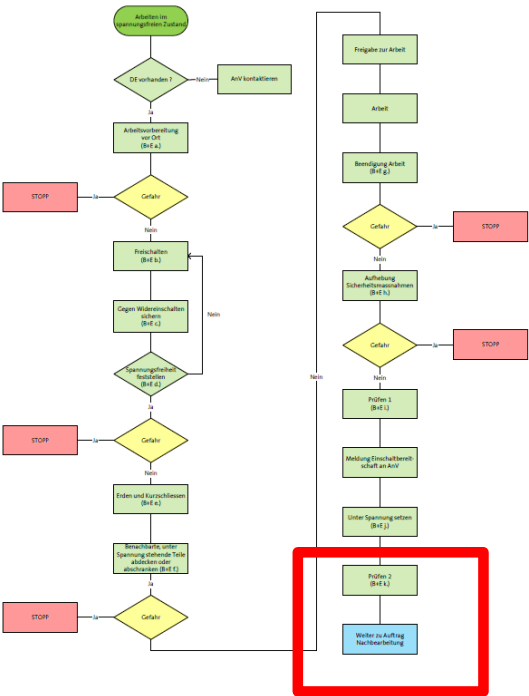 Arbeiten im
spannungsfreien Zustand
DE vorhanden ?
Nein
AnV kontaktieren
Ja
Arbeitsvorbereitung
vor Ort
(B+E a.)
STOPP
Ja
Gefahr
Nein
Freischalten
(B+E b.)
Gegen Widereinschalten
sichern
(B+E c.)
Nein
Spannungsfreiheit
feststellen
(B+E d.)
Ja
STOPP
Ja
Gefahr
Nein
Erden und Kurzschliessen
(B+E e.)
Benachbarte, unter
Spannung stehende Teile
abdecken oder
abschranken (B+E f.)
Ja
STOPP
Ja
Gefahr
Nein
Freigabe zur Arbeit
Arbeit
Beendigung Arbeit
(B+E g.)
Gefahr
Ja
STOPP
Nein
Aufhebung
Sicherheitsmassnahmen
(B+E h.)
Gefahr
Ja
STOPP
Nein
Prüfen 1
(B+E i.)
Meldung Einschaltbereit-
schaft an AnV
Unter Spannung setzen
(B+E j.)
Prüfen 2
(B+E k.)
Weiter zu Auftrag
Nachbearbeitung